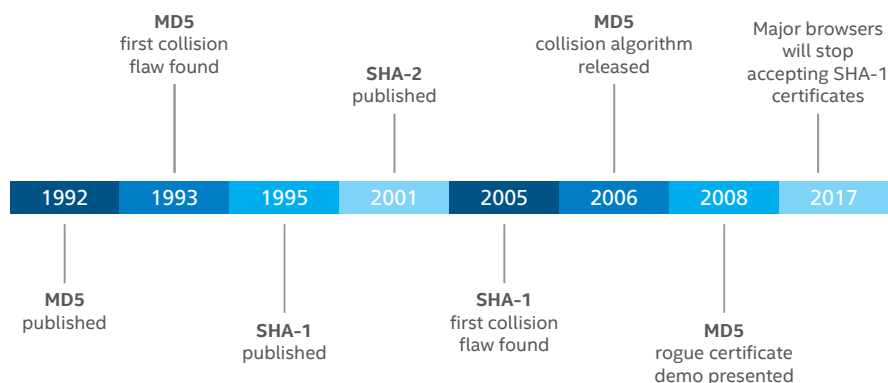 MD5
first collision
flaw found
SHA-2
published
MD5
collision algorithm
released
Major browsers
will stop
accepting SHA-1
certificates
1992
1993
1995
2001
2005
2006
2008
2017
MD5
published
SHA-1
published
SHA-1
first collision
flaw found
MD5
rogue certificate
demo presented